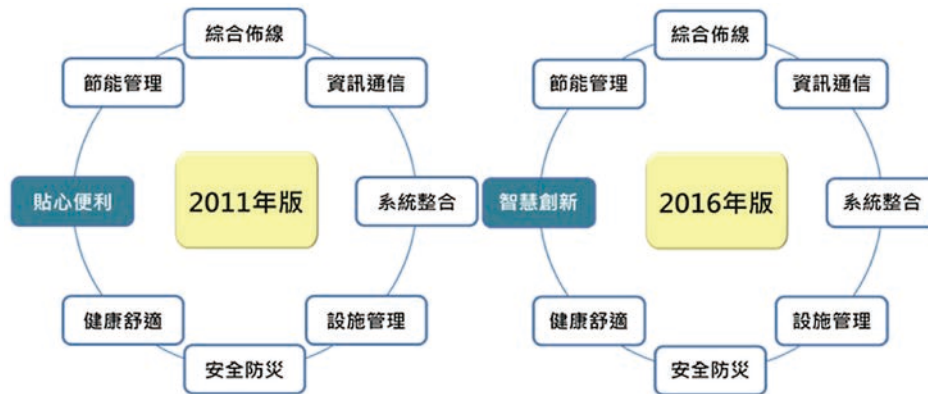 綜合佈線
資訊通信
系統整合
設施管理
安全防災
健康舒適
貼心便利
節能管理
2011年版
綜合佈線
資訊通信
系統整合
設施管理
安全防災
健康舒適
智慧創新
節能管理
2016年版